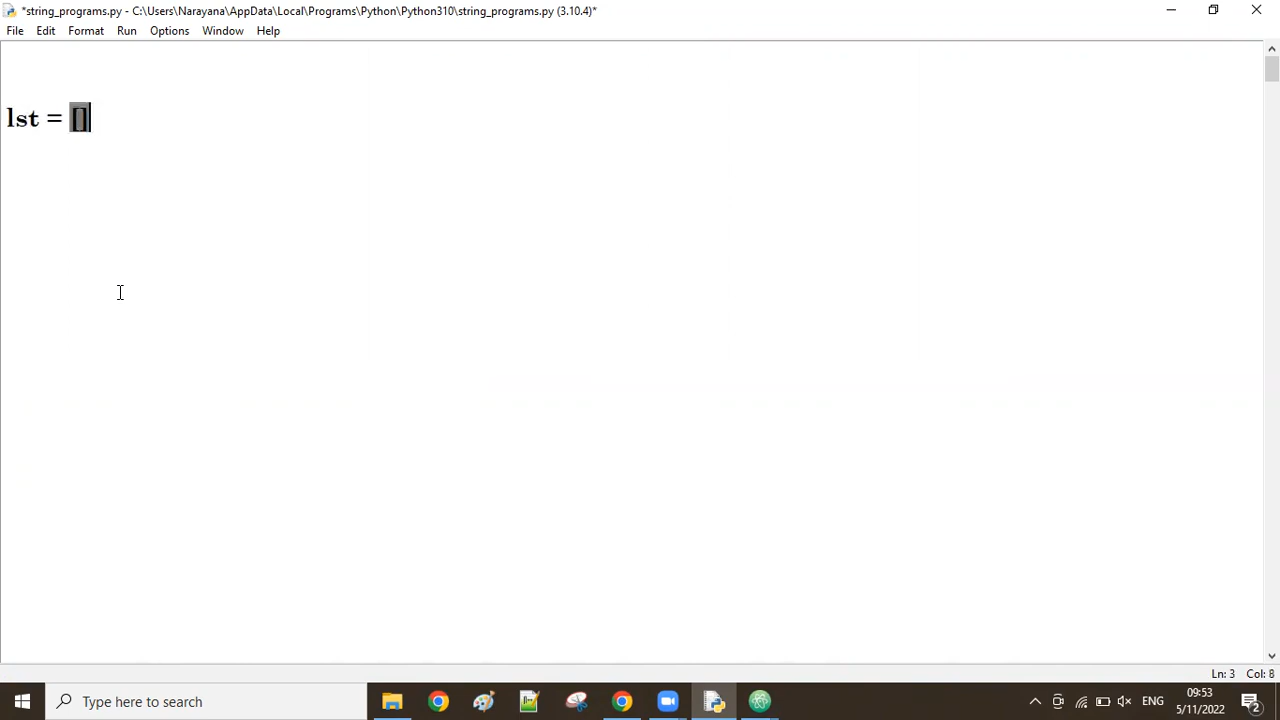 *string_programs.py - C:\Users\Narayana\AppData\Local\Programs\Python\Python310\string_programs.py (3.10.4)*
File Edit Format Run Options Window Help
lst = []
Ln: 3 Col: 8
Type here to search
ENG
09:53
5/11/2022
2